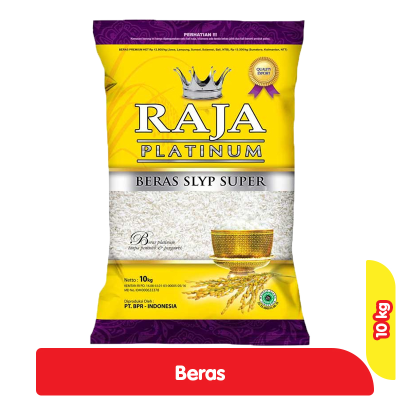 PERHATIAN !!!
QUALITY EXPORT
RAJA
PLATINUM
BERAS SLYP SUPER
Beras platinum
tanpa pemutih & pengawet
Netto : 10kg
Diproduksi Oleh :
PT. BPR - INDONESIA
10 kg
Beras